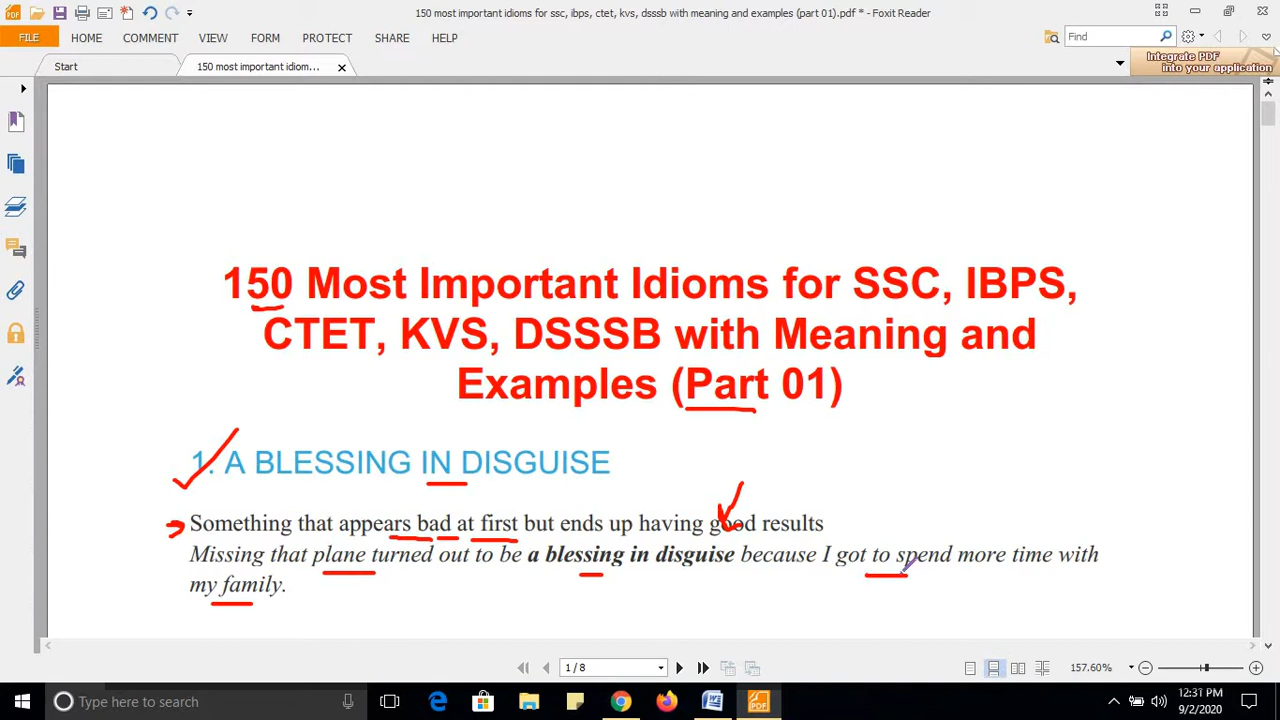 150 most important idioms for ssc, ibps, ctet, kvs, dsssb with meaning and examples (part 01).pdf * - Foxit Reader
FILE HOME COMMENT VIEW FORM PROTECT SHARE HELP Find
Start 150 most important idiom...
Integrate PDF
into your application
150 Most Important Idioms for SSC, IBPS,
CTET, KVS, DSSSB with Meaning and
Examples (Part 01)
1. A BLESSING IN DISGUISE
Something that appears bad at first but ends up having good results
Missing that plane turned out to be a blessing in disguise because I got to spend more time with
my family.
1 / 8 157.60%
Type here to search
12:37 PM
9/2/2020